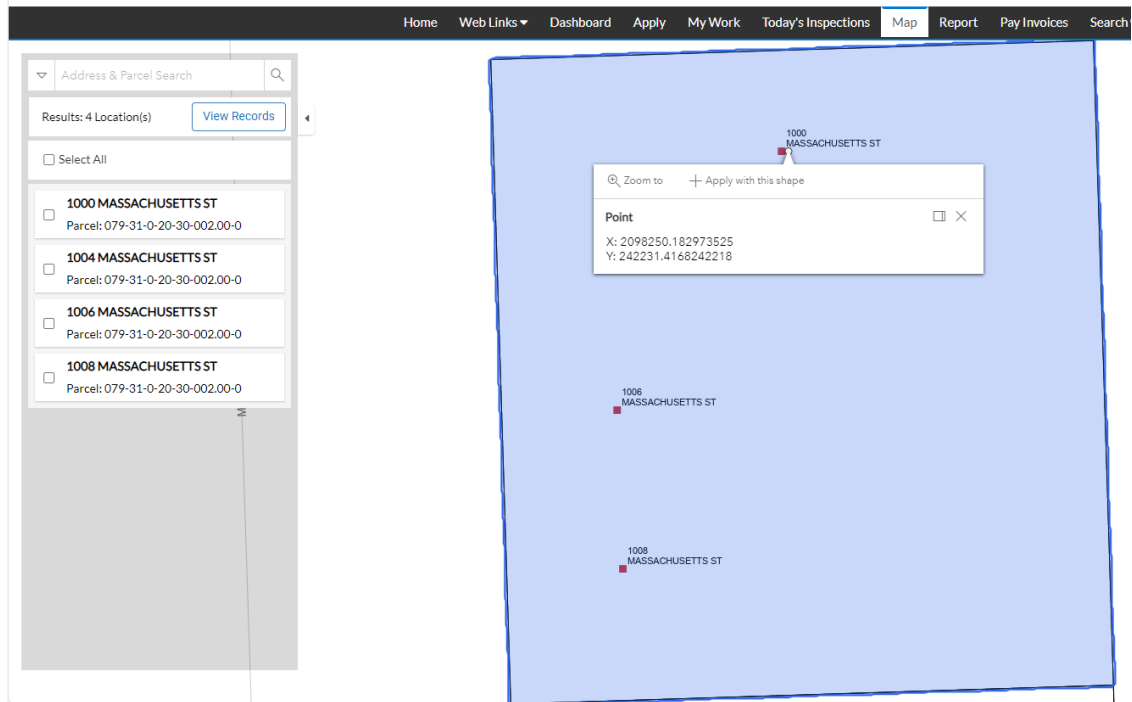 Home Web Links Dashboard Apply My Work Today's Inspections Map Report Pay Invoices Search
Address & Parcel Search
Results: 4 Location(s) View Records
Select All
1000 MASSACHUSETTS ST
Parcel: 079-31-0-20-30-002.00-0
1004 MASSACHUSETTS ST
Parcel: 079-31-0-20-30-002.00-0
1006 MASSACHUSETTS ST
Parcel: 079-31-0-20-30-002.00-0
1008 MASSACHUSETTS ST
Parcel: 079-31-0-20-30-002.00-0
M
1000
MASSACHUSETTS ST
Zoom to Apply with this shape
Point
X: 2098250.182973525
Y: 242231.4168242218
1006
MASSACHUSETTS ST
1008
MASSACHUSETTS ST